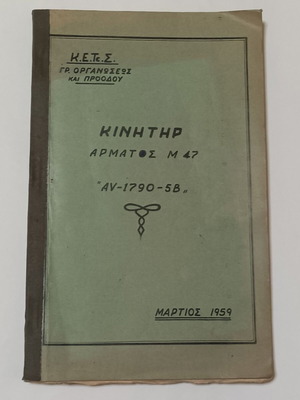 Κ.Ε.Τε.Σ.
ΓΡ. ΟΡΓΑΝΩΣΕΩΣ
ΚΑΙ ΠΡΟΟΔΟΥ
ΚΙΝΗΤΗΡ
ΑΡΜΑΤΟΣ Μ 47
"AV-1790-5B"
ΜΑΡΤΙΟΣ 1959